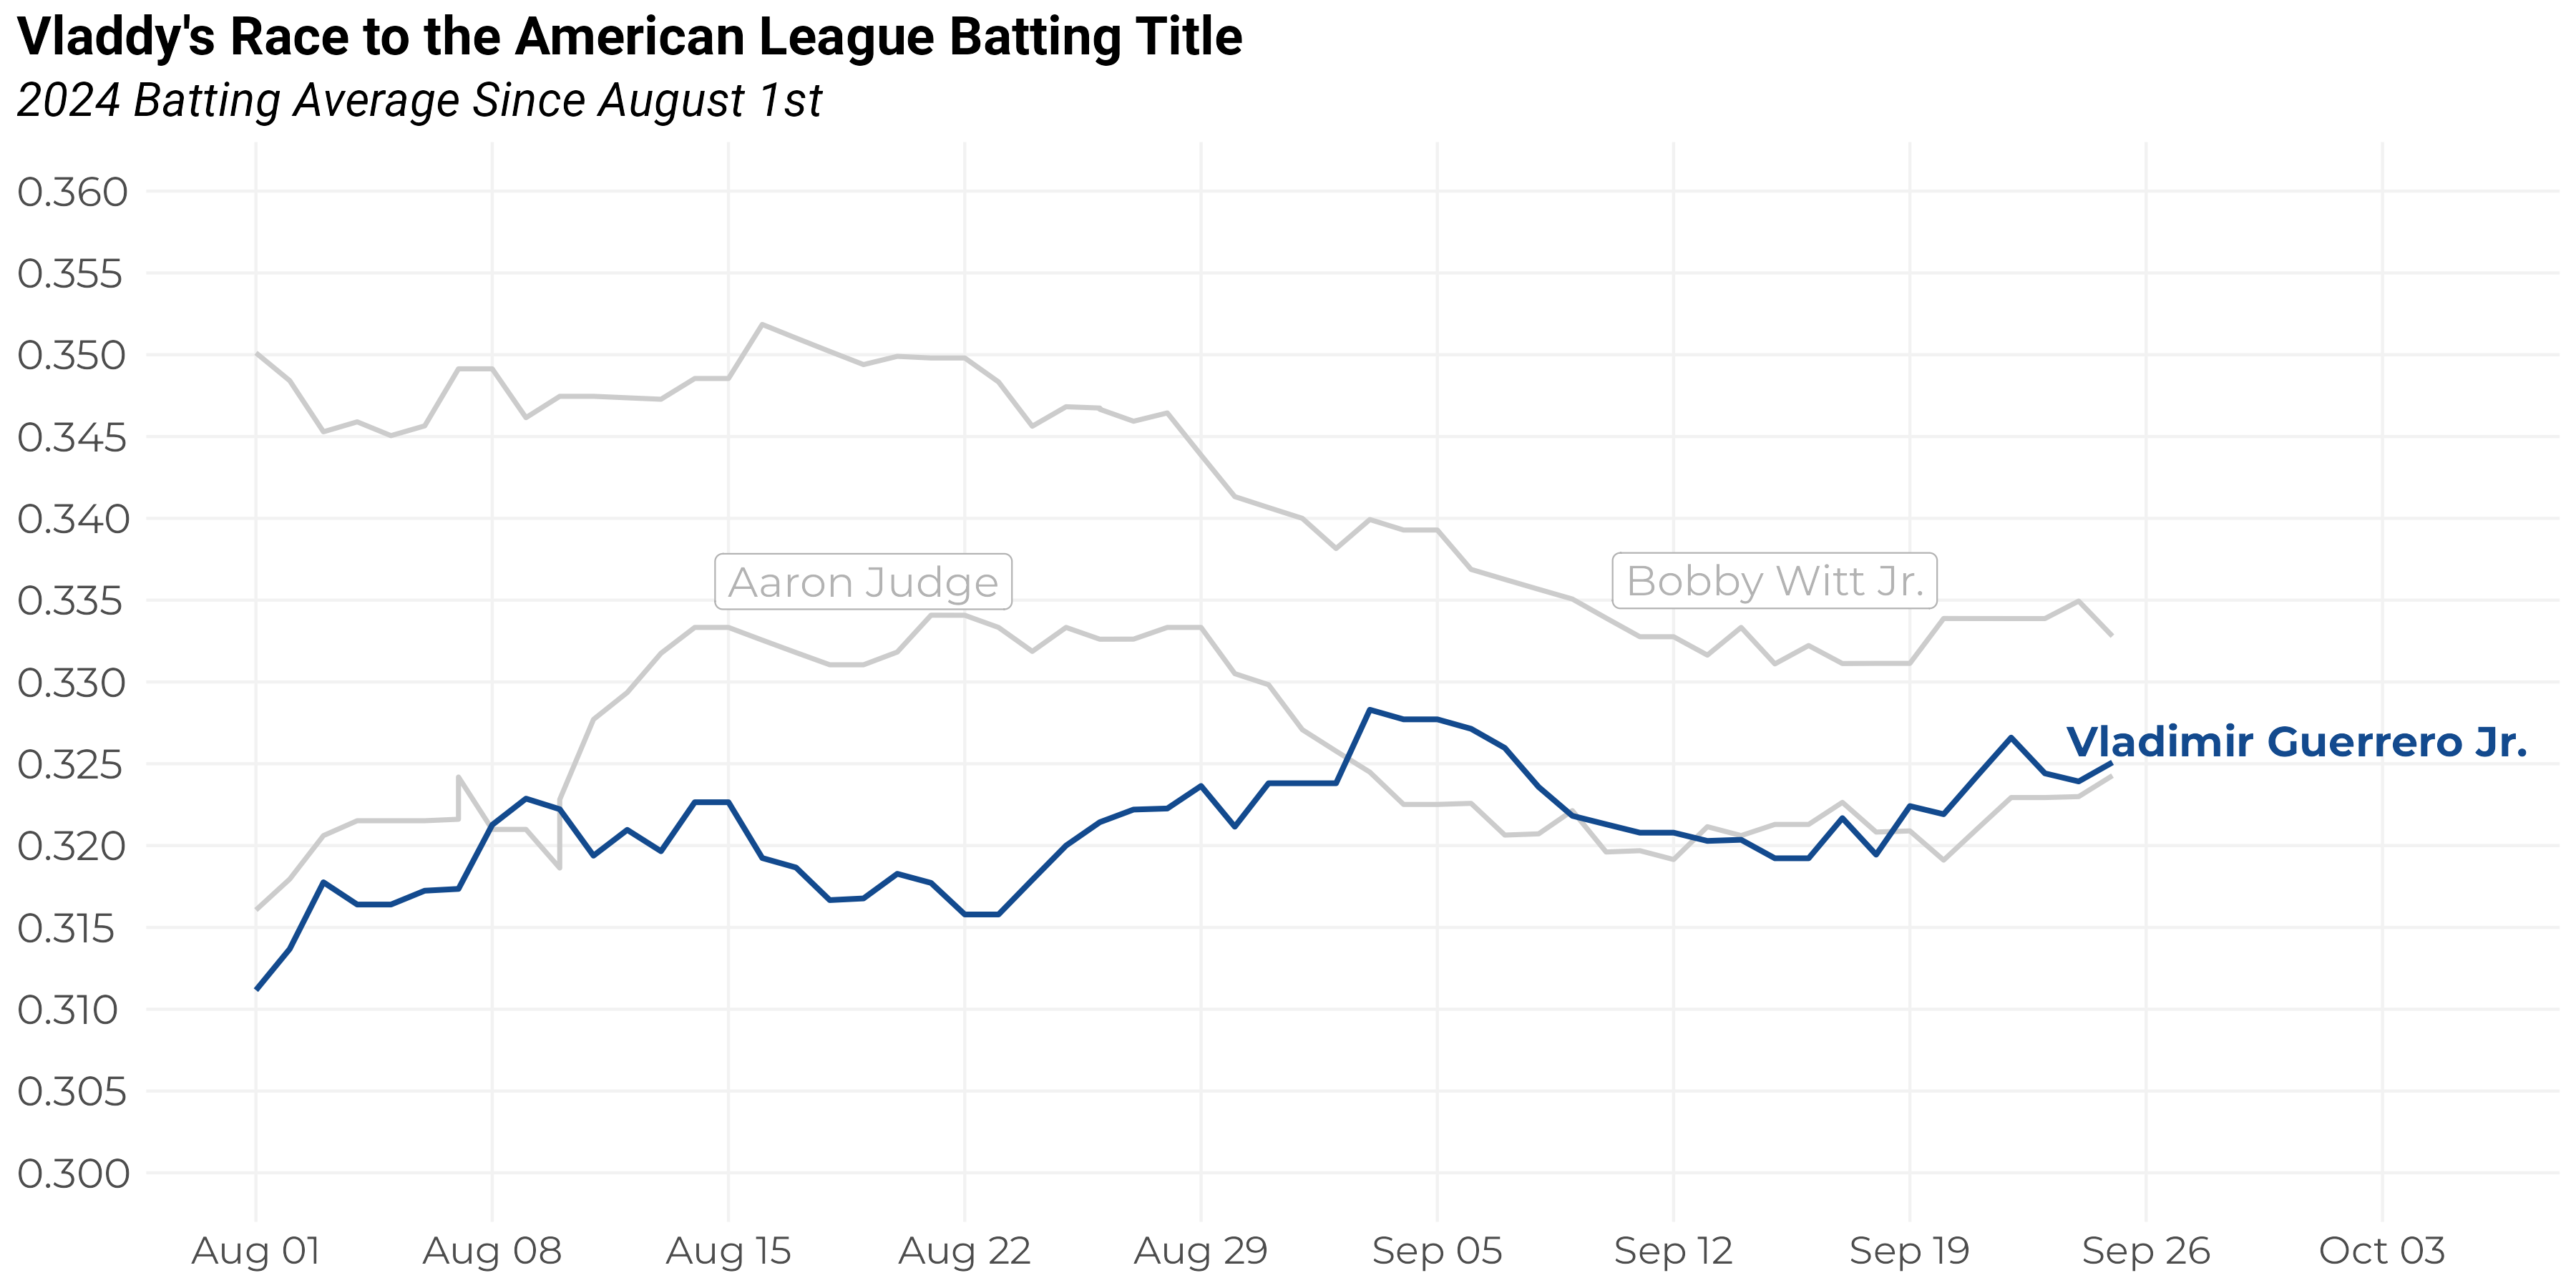 Vladdy's Race to the American League Batting Title
2024 Batting Average Since August 1st
0.360
0.355
0.350
0.345
0.340
0.335
0.330
0.325
0.320
0.315
0.310
0.305
0.300
Aaron Judge
Bobby Witt Jr.
Vladimir Guerrero Jr.
Aug 01
Aug 08
Aug 15
Aug 22
Aug 29
Sep 05
Sep 12
Sep 19
Sep 26
Oct 03